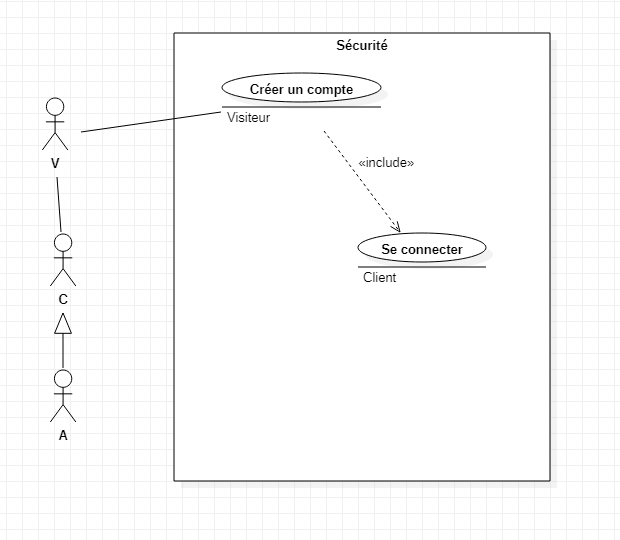 Sécurité
Créer un compte
Visiteur
V
«include»
Se connecter
Client
C
A